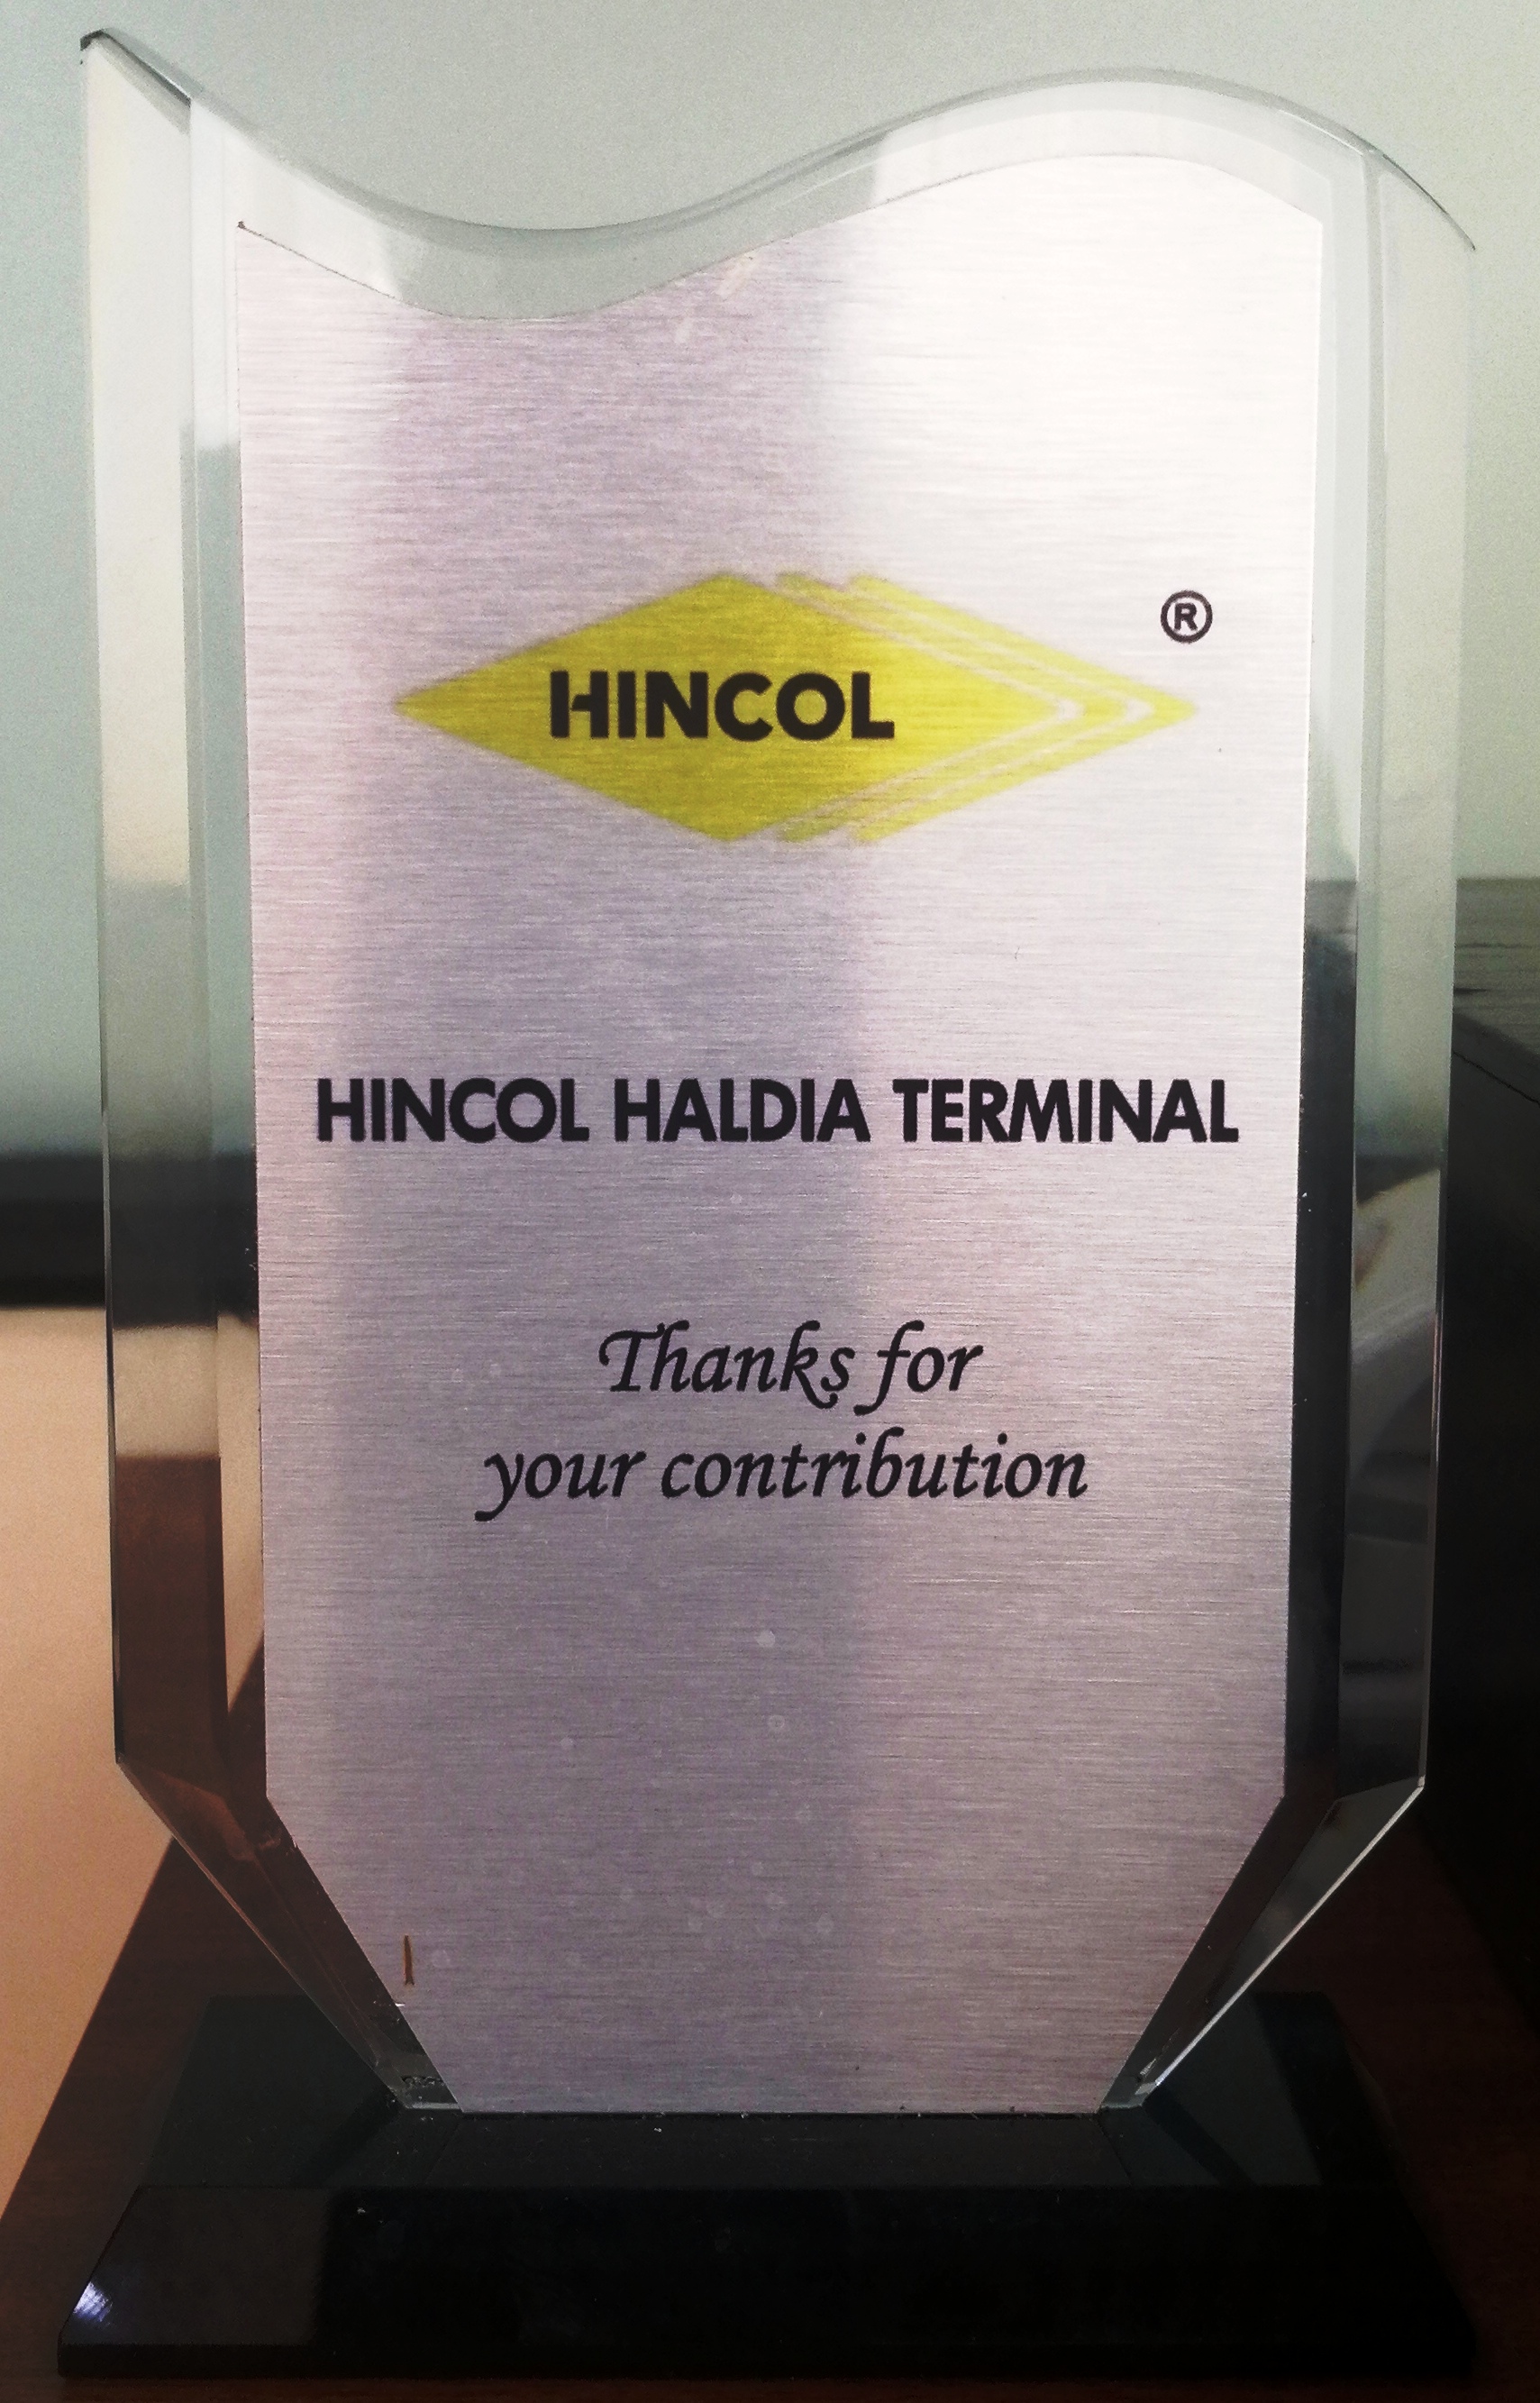 HINCOL
®
HINCOL HALDIA TERMINAL
Thanks for
your contribution